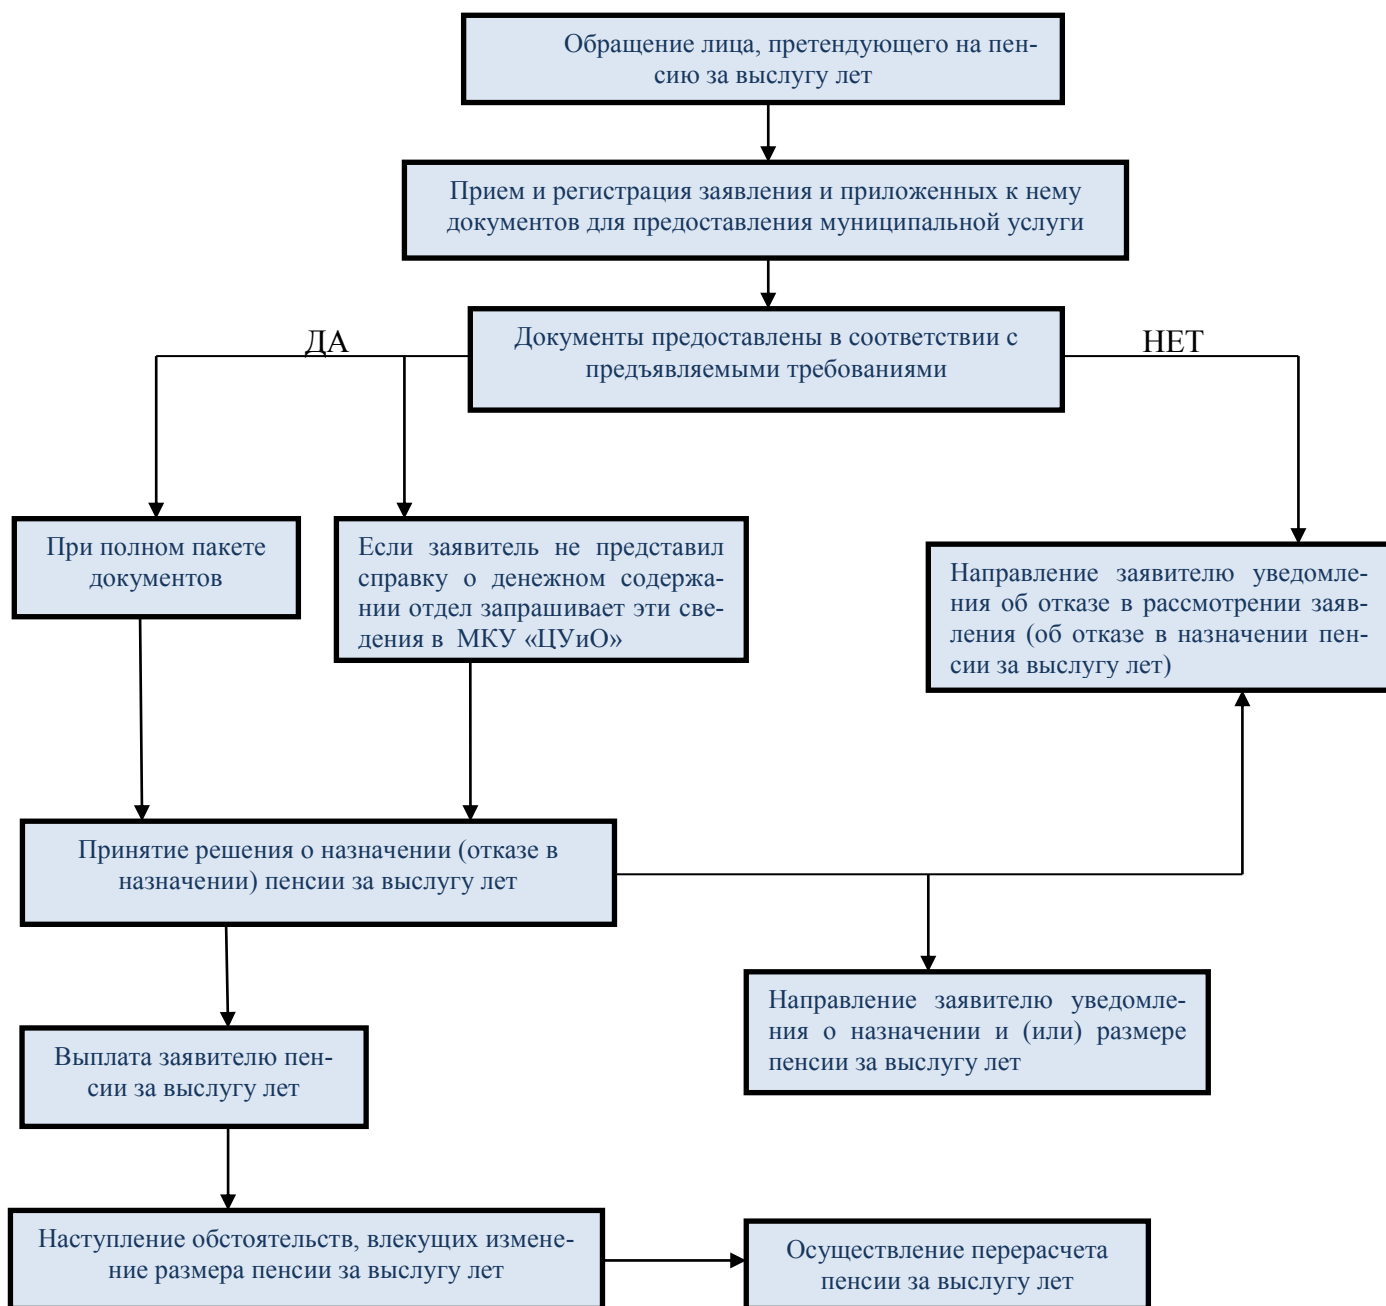 Обращение лица, претендующего на пен-
сию за выслугу лет
Прием и регистрация заявления и приложенных к нему
документов для предоставления муниципальной услуги
ДА
Документы предоставлены в соответствии с
предъявляемыми требованиями
НЕТ
При полном пакете
документов
Если заявитель не представил
справку о денежном содержа-
нии отдел запрашивает эти све-
дения в МКУ «ЦУиО»
Направление заявителю уведомле-
ния об отказе в рассмотрении заяв-
ления (об отказе в назначении пен-
сии за выслугу лет)
Принятие решения о назначении (отказе в
назначении) пенсии за выслугу лет
Направление заявителю уведомле-
ния о назначении и (или) размере
пенсии за выслугу лет
Выплата заявителю пен-
сии за выслугу лет
Наступление обстоятельств, влекущих измене-
ние размера пенсии за выслугу лет
Осуществление перерасчета
пенсии за выслугу лет